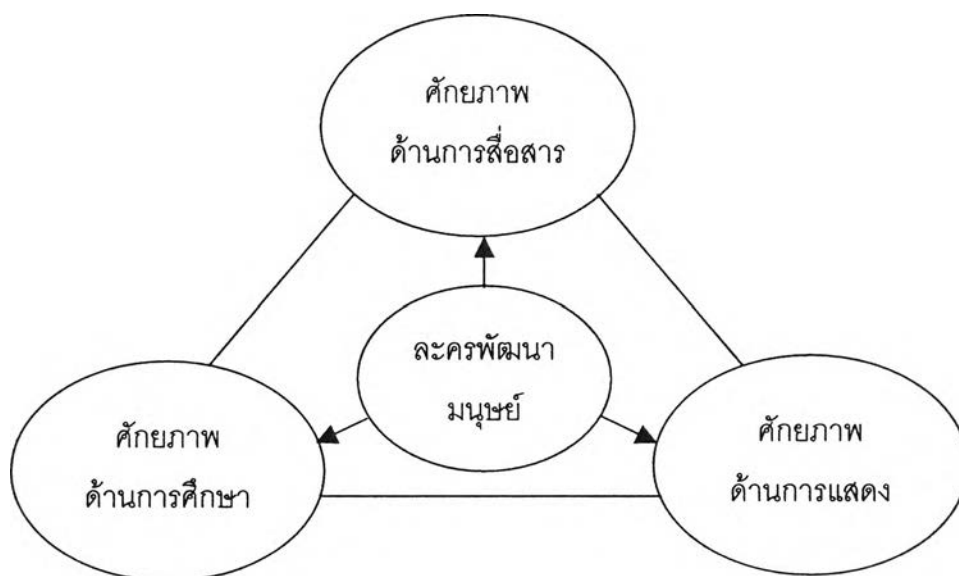 ศักยภาพ
ด้านการสื่อสาร
ละครพัฒนา
มนุษย์
ศักยภาพ
ด้านการศึกษา
ศักยภาพ
ด้านการแสดง